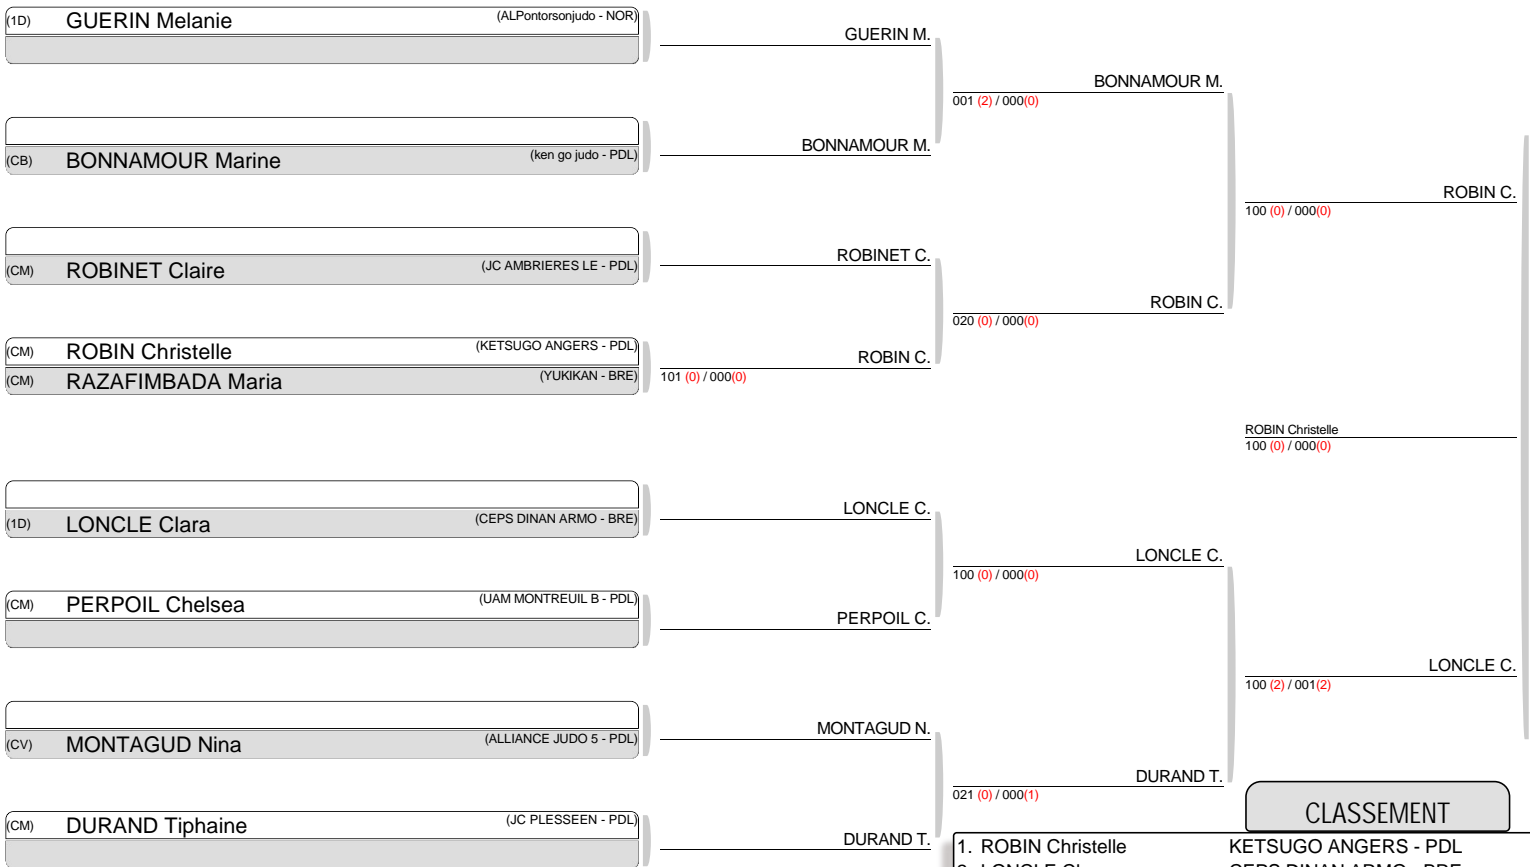 (1D) GUERIN Melanie (ALPontorsonjudo - NOR)
GUERIN M.
BONNAMOUR M.
001 (2) / 000(0)
(CB) BONNAMOUR Marine (ken go judo - PDL)
BONNAMOUR M.
ROBIN C.
100 (0) / 000(0)
(CM) ROBINET Claire (JC AMBRIERES LE - PDL)
ROBINET C.
ROBIN C.
020 (0) / 000(0)
(CM) ROBIN Christelle (KETSUGO ANGERS - PDL)
(CM) RAZAFIMBADA Maria (YUKIKAN - BRE)
ROBIN C.
101 (0) / 000(0)
ROBIN Christelle
100 (0) / 000(0)
(1D) LONCLE Clara (CEPS DINAN ARMO - BRE)
LONCLE C.
LONCLE C.
100 (0) / 000(0)
(CM) PERPOIL Chelsea (UAM MONTREUIL B - PDL)
PERPOIL C.
LONCLE C.
100 (2) / 001(2)
(CV) MONTAGUD Nina (ALLIANCE JUDO 5 - PDL)
MONTAGUD N.
DURAND T.
021 (0) / 000(1)
(CM) DURAND Tiphaine (JC PLESSEEN - PDL)
DURAND T.
CLASSEMENT
1. ROBIN Christelle KETSUGO ANGERS - PDL